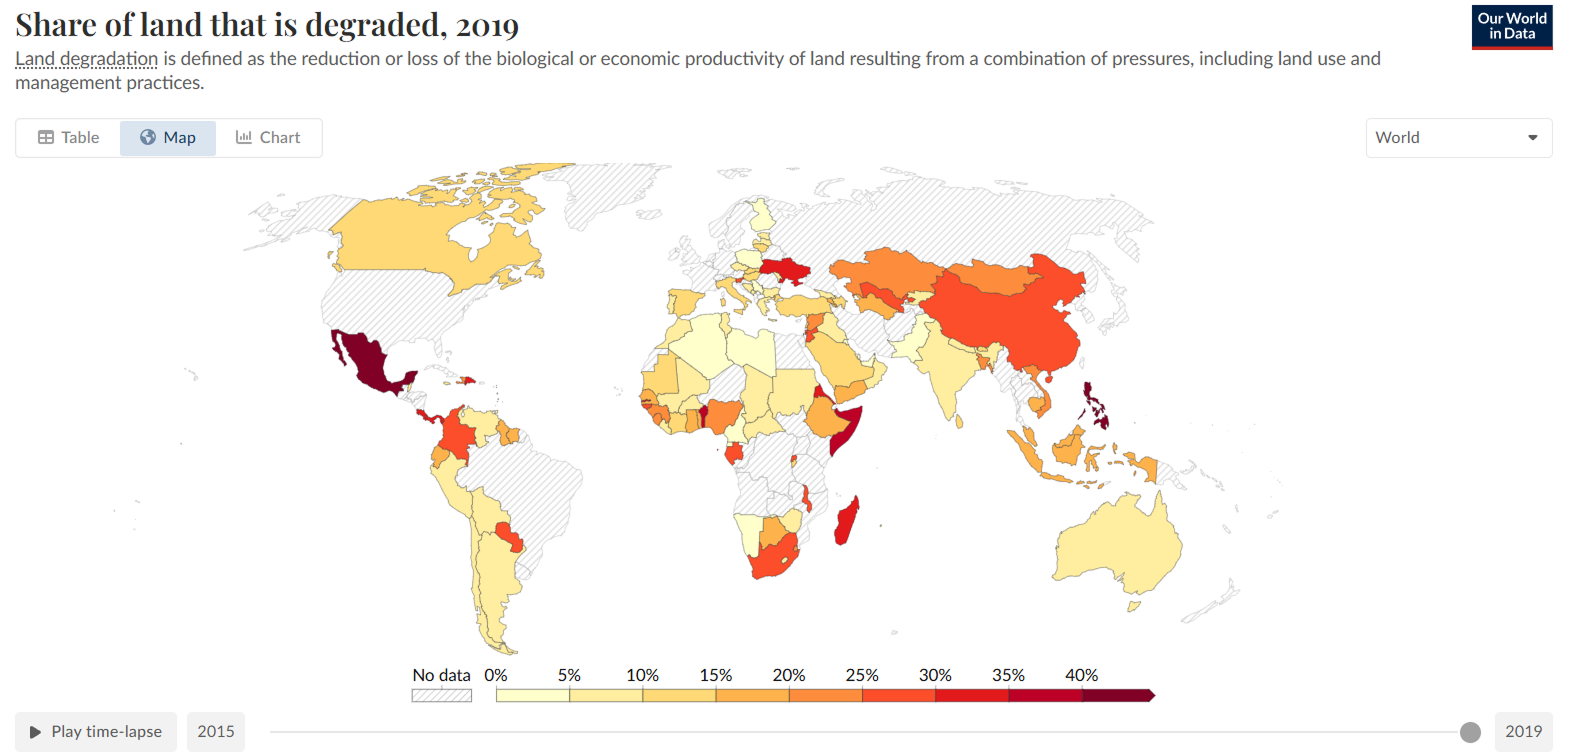 Share of land that is degraded, 2019
Our World
in Data
Land degradation is defined as the reduction or loss of the biological or economic productivity of land resulting from a combination of pressures, including land use and
management practices.
Table
Map
Chart
World
No data
0%
5%
10%
15%
20%
25%
30%
35%
40%
Play time-lapse
2015
2019